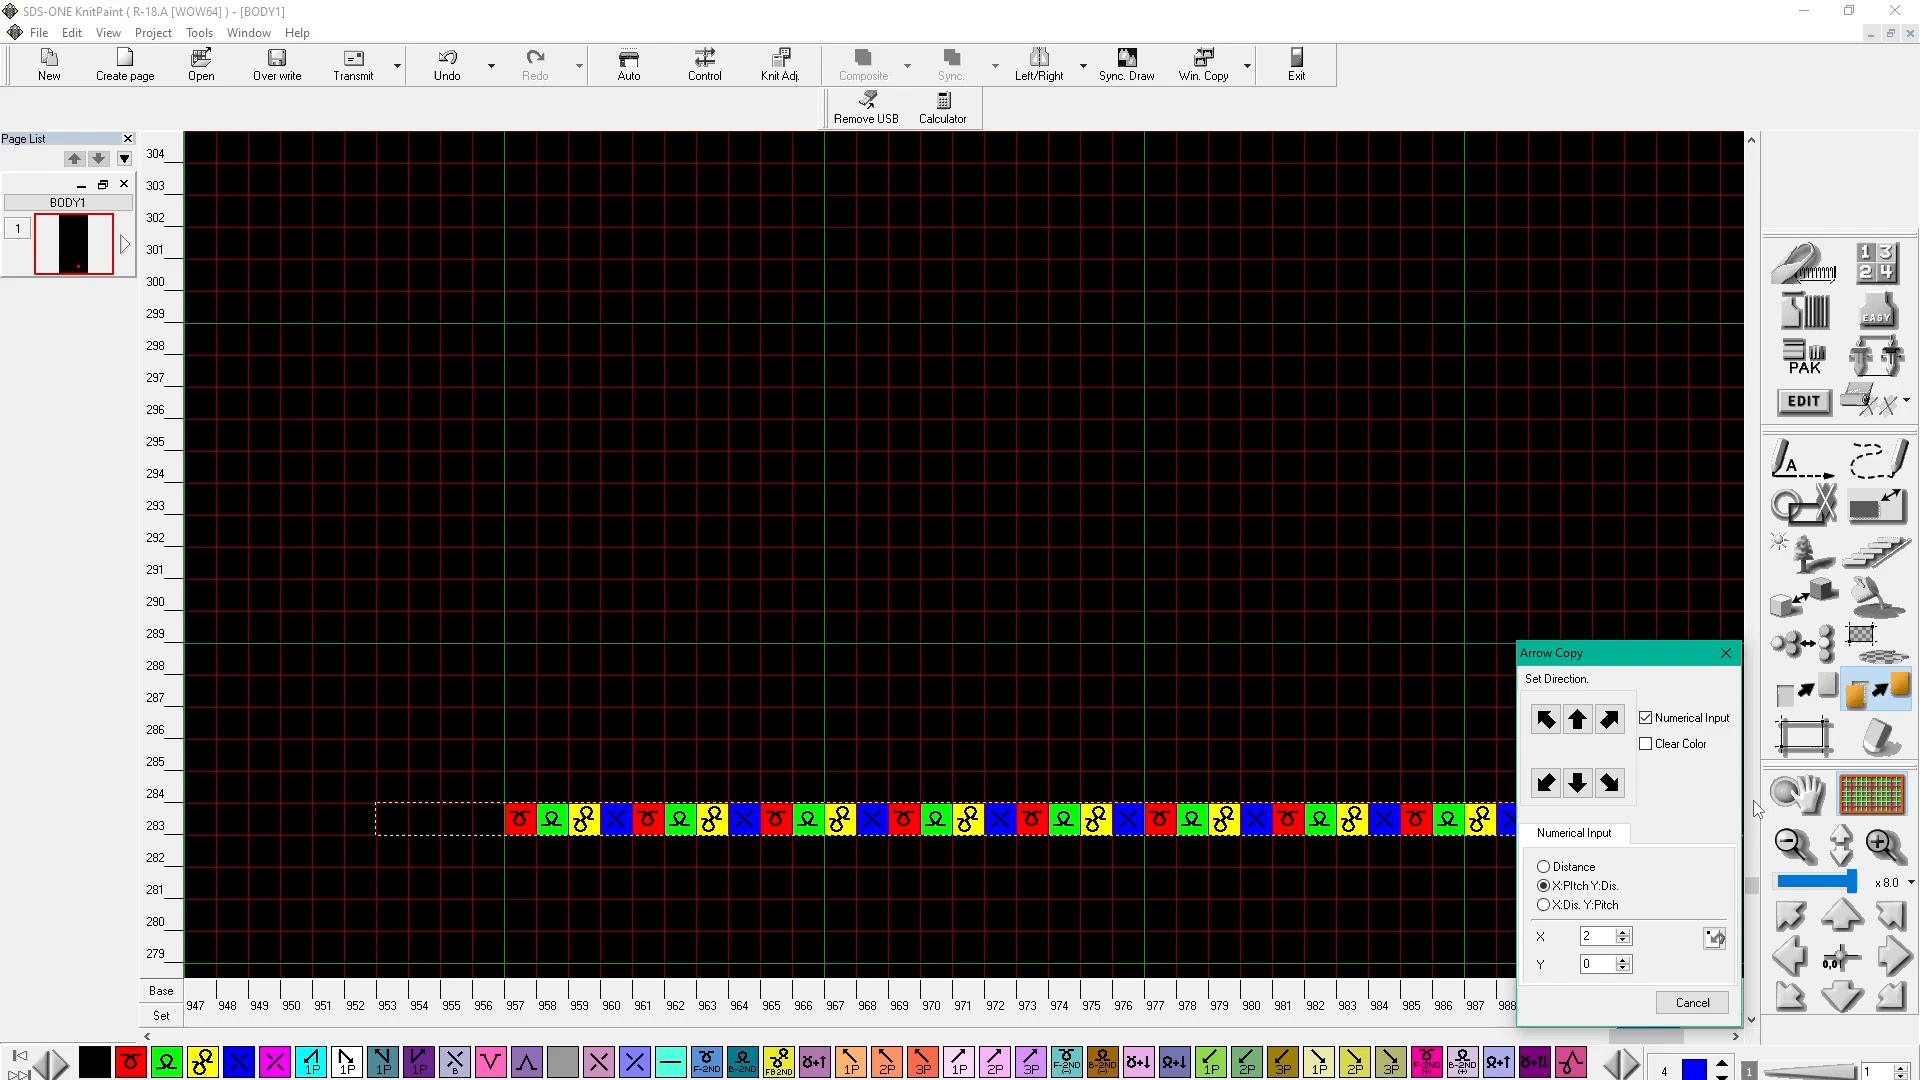 SDS-ONE KnitPaint ( R-18.A [WOW64] ) - [BODY1]
File Edit View Project Tools Window Help
New Create page Open Over write Transmit Undo Redo Auto Control Knit Adj. Composite Sync. Left/Right Sync. Draw Win. Copy Exit
Remove USB Calculator
Page List
BODY1
1
304
303
302
301
300
299
298
297
296
295
294
293
292
291
290
289
288
287
286
285
284
283
282
281
280
279
Base
Set
947 948 949 950 951 952 953 954 955 956 957 958 959 960 961 962 963 964 965 966 967 968 969 970 971 972 973 974 975 976 977 978 979 980 981 982 983 984 985 986 987 988
Arrow Copy
Set Direction.
Numerical Input
Clear Color
Numerical Input
Distance
X:PItch Y:Dis.
X:Dis. Y:Pitch
X 2
Y 0
Cancel
1 3
2 4
EASY
PAK
EDIT
A
x 8.0
0,0
1P 1P 1P 1P B F-2ND B-2ND FB2ND 1P 2P 3P 1P 2P 3P F-2ND (-) B-2ND (-) 1P 2P 3P 1P 2P 3P F-2ND (+) B-2ND (+)
4 1 1